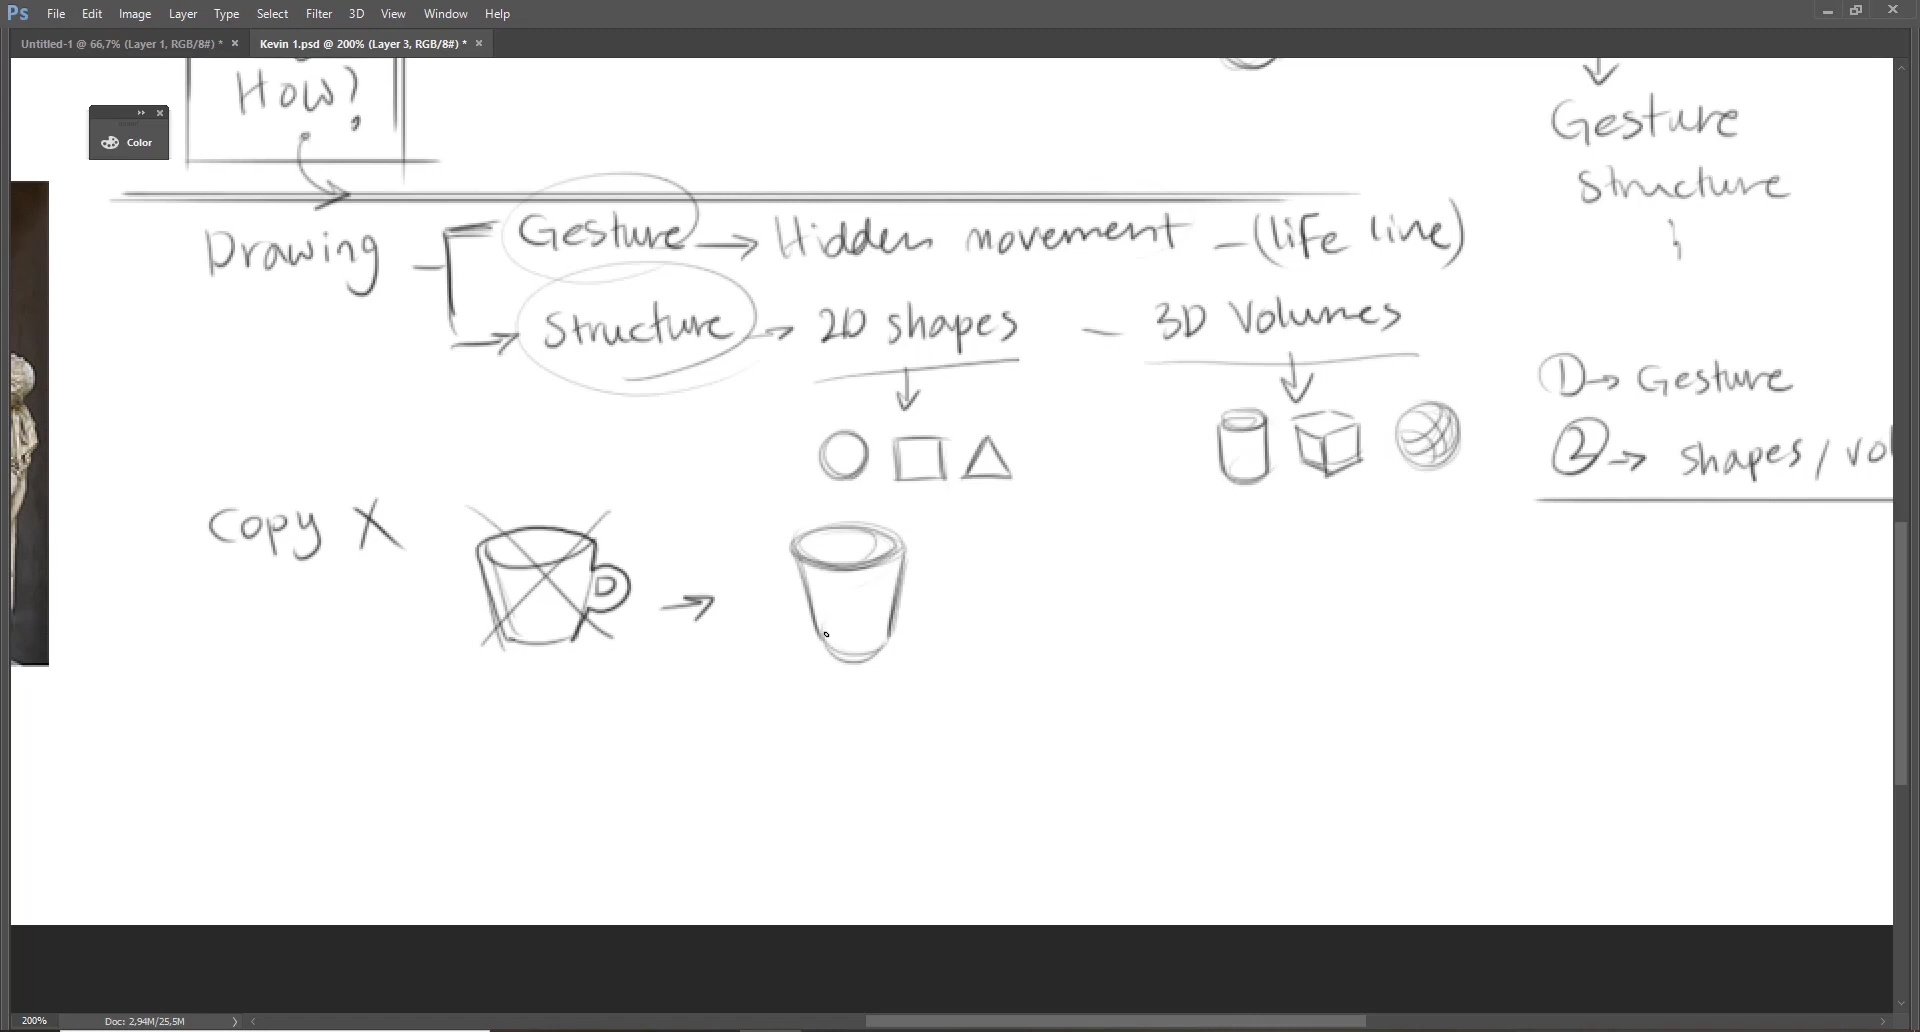 Ps File Edit Image Layer Type Select Filter 3D View Window Help
Untitled-1 @ 66,7% (Layer 1, RGB/8#) * × Kevin 1.psd @ 200% (Layer 3, RGB/8#) * ×
How?
Color
Gesture
Structure
Drawing
Gesture → Hidden movement - (life line)
Structure → 2D shapes - 3D Volumes
1 → Gesture
2 → shapes / vol
Copy X
200% Doc: 2,94M/25,5M